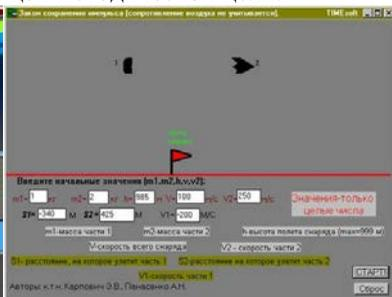 Закон сохранение импульса [сопротивление воздуха не учитывается]. TIMEsoft
1 2
Введите начальные значения (m1,m2,h,v,v2):
m1= 1 кг m2= 2 кг h= 985 м V= 100 м/с V2= 250 м/с
S1= -340 м S2= 425 м V1= -200 М/С
Значения-только целые числа
m1-масса части 1 m2-масса части 2 h-высота полета снаряда (max=999 м)
V-скорость всего снаряда V2 - скорость части 2
S1- расстояние, на которое улетит часть 1 S2-расстояние на которое улетит часть 2
V1-скорость части 1
СТАРТ!
Авторы: к.т.н. Карпович Э.В., Панасенко А.Н.
Сброс